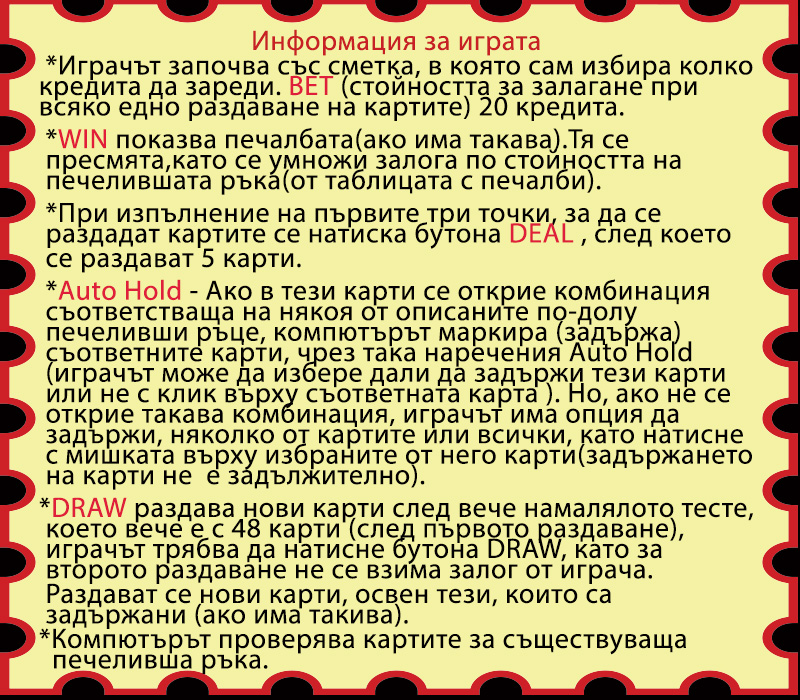 Информация за играта
*Играчът започва със сметка, в която сам избира колко
кредита да зареди. BET (стойността за залагане при
всяко едно раздаване на картите) 20 кредита.
*WIN показва печалбата(ако има такава).Тя се
пресмята,като се умножи залога по стойността на
печелившата ръка(от таблицата с печалби).
*При изпълнение на първите три точки, за да се
раздадат картите се натиска бутона DEAL , след което
се раздават 5 карти.
*Auto Hold - Ако в тези карти се открие комбинация
съответстваща на някоя от описаните по-долу
печеливши ръце, компютърът маркира (задържа)
съответните карти, чрез така наречения Auto Hold
(играчът може да избере дали да задържи тези карти
или не с клик върху съответната карта ). Но, ако не се
открие такава комбинация, играчът има опция да
задържи, няколко от картите или всички, като натисне
с мишката върху избраните от него карти(задържането
на карти не е задължително).
*DRAW раздава нови карти след вече намалялото тесте,
което вече е с 48 карти (след първото раздаване),
играчът трябва да натисне бутона DRAW, като за
второто раздаване не се взима залог от играча.
Раздават се нови карти, освен тези, които са
задържани (ако има такива).
*Компютърът проверява картите за съществуваща
печеливша ръка.